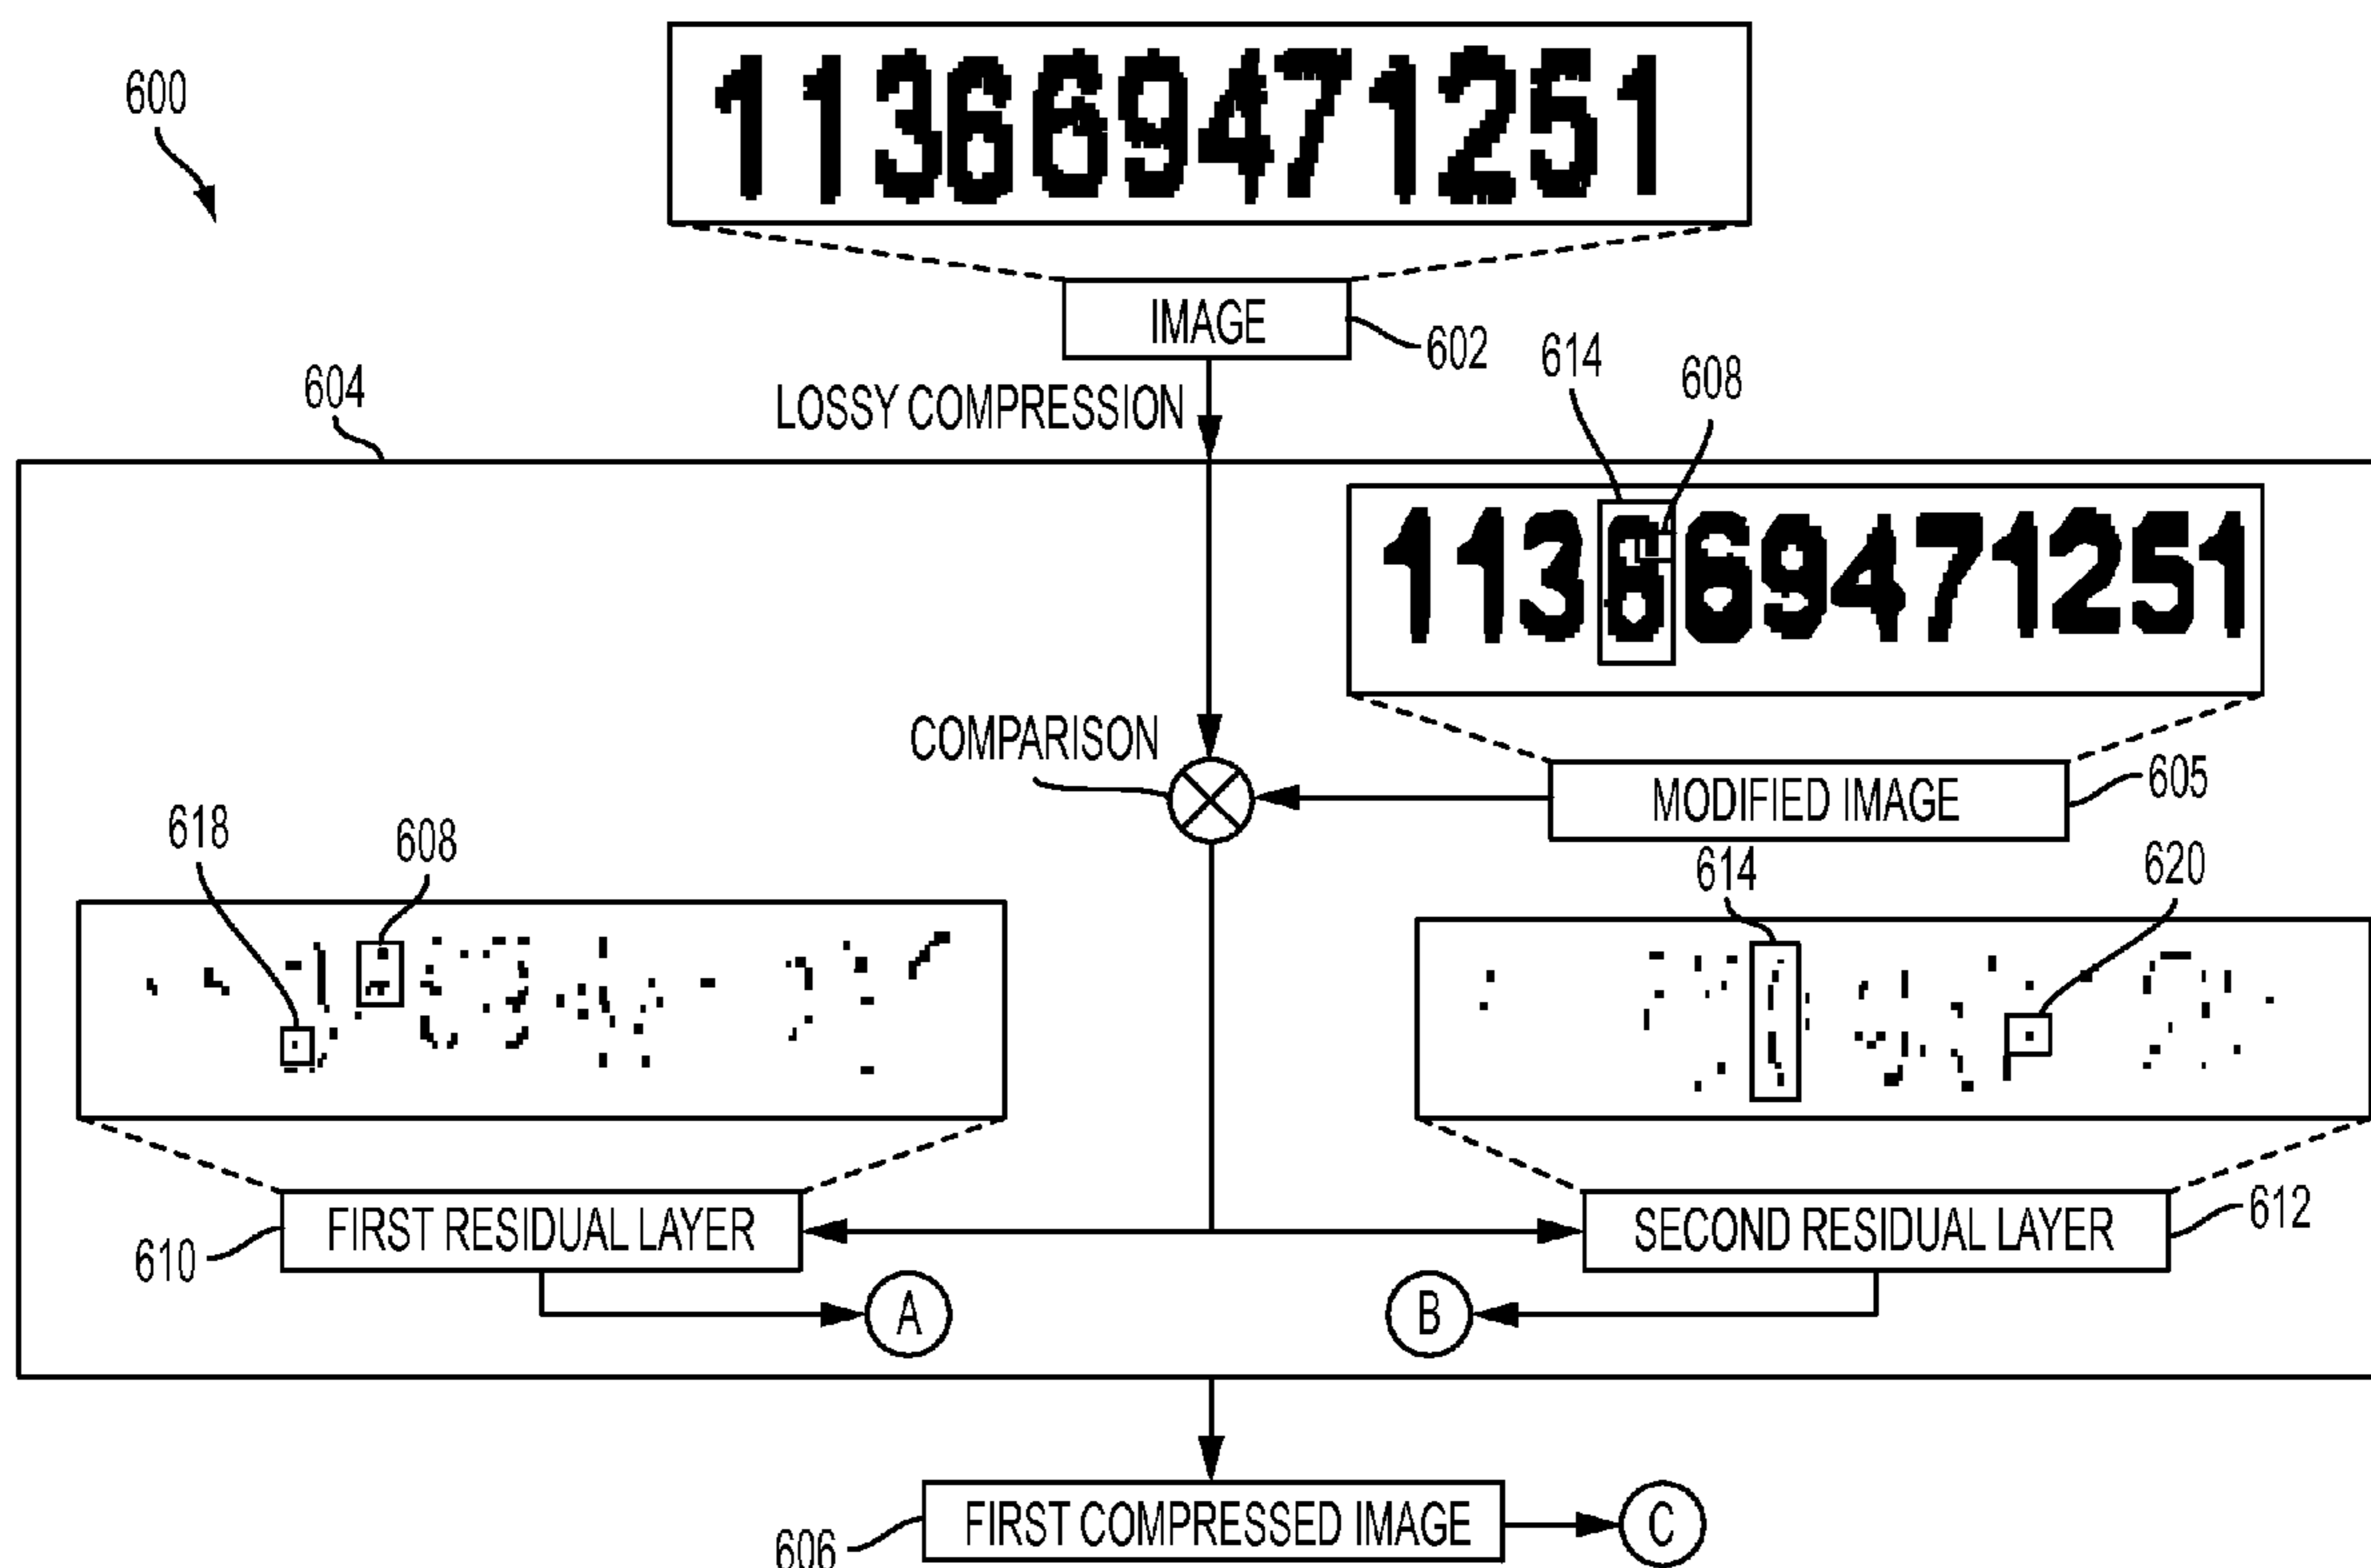 600
113669471251
IMAGE
602
LOSSY COMPRESSION
604
614
608
113669471251
COMPARISON
MODIFIED IMAGE
605
618
608
614
620
FIRST RESIDUAL LAYER
610
SECOND RESIDUAL LAYER
612
A
B
FIRST COMPRESSED IMAGE
606
C